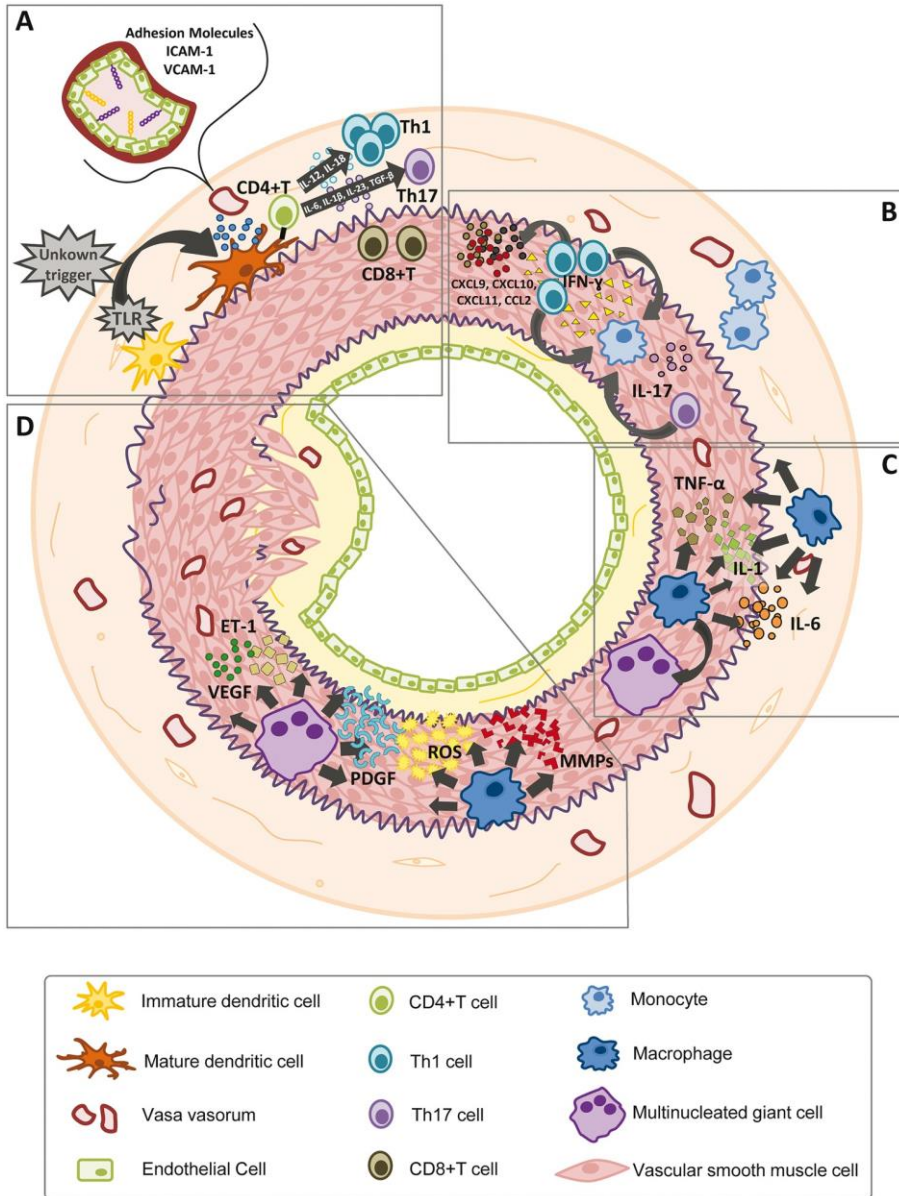 A
Adhesion Molecules
ICAM-1
VCAM-1
Th1
IL-12, IL-18
CD4+T
IL-6, IL-1β, IL-23, TGF-β
Th17
Unkown
trigger
TLR
CD8+T
B
CXCL9, CXCL10,
CXCL11, CCL2
IFN-γ
IL-17
D
C
TNF-α
IL-1
IL-6
ET-1
VEGF
PDGF
ROS
MMPs
Immature dendritic cell
CD4+T cell
Monocyte
Mature dendritic cell
Th1 cell
Macrophage
Vasa vasorum
Th17 cell
Multinucleated giant cell
Endothelial Cell
CD8+T cell
Vascular smooth muscle cell